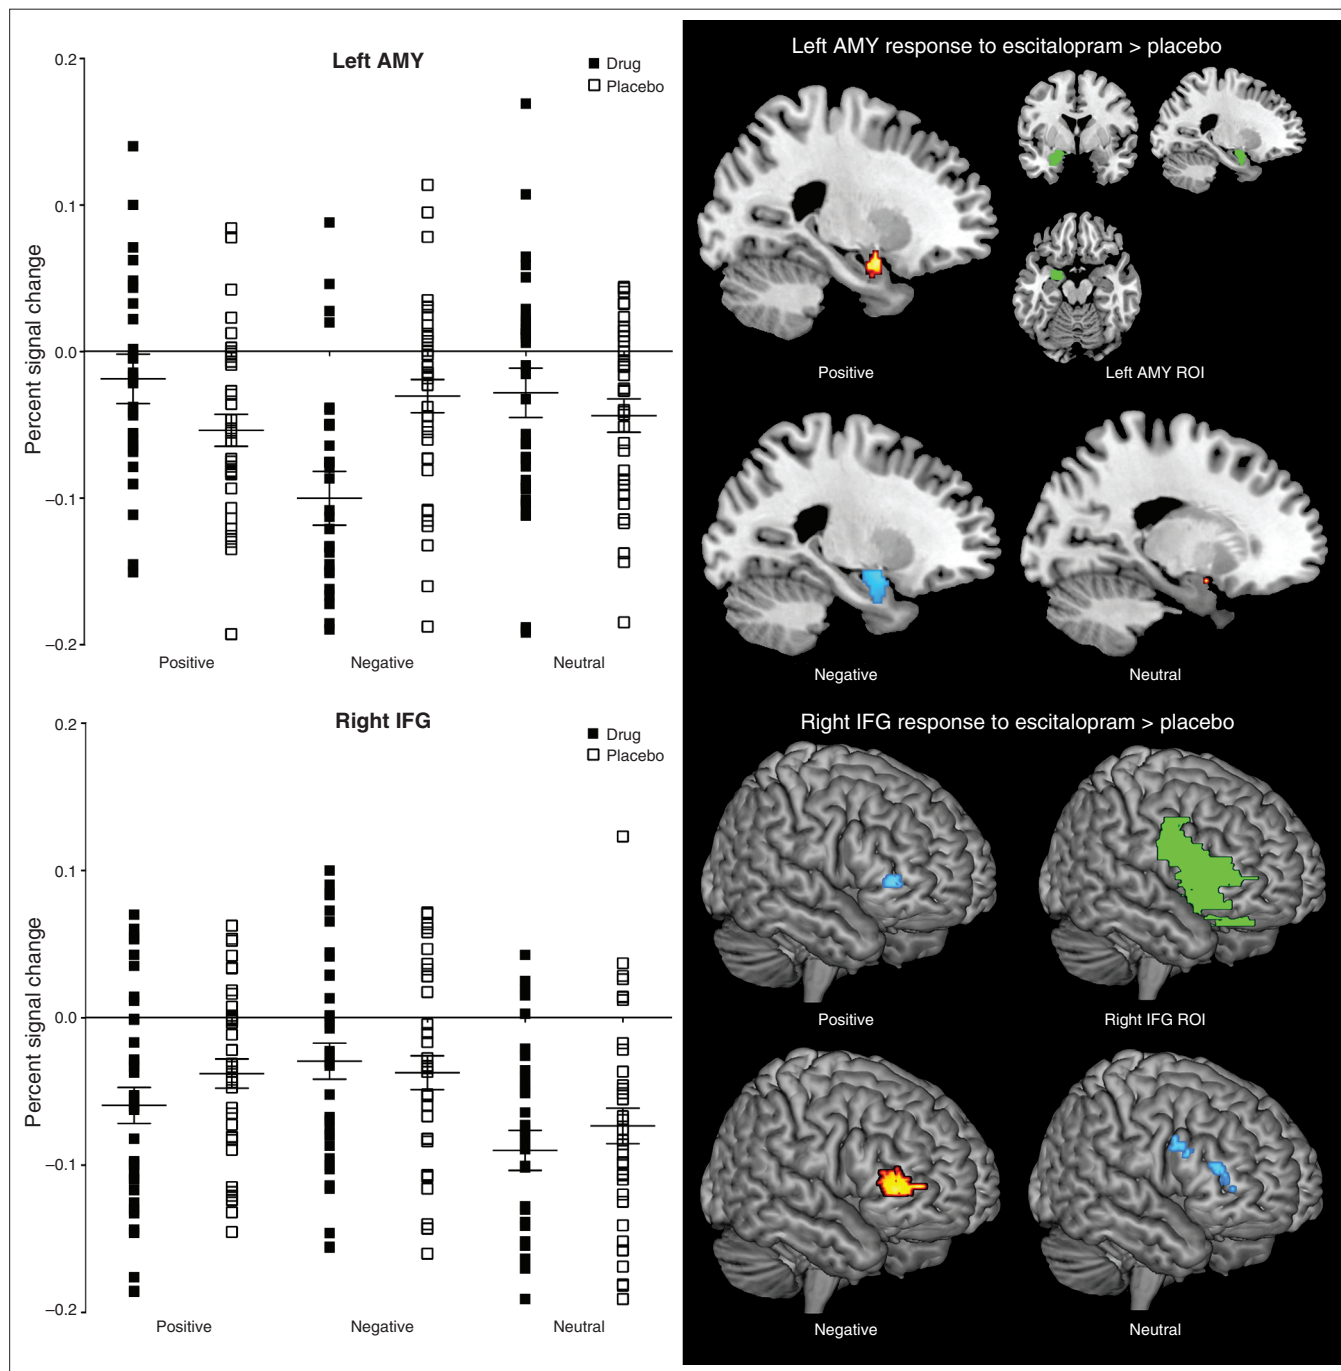 Left AMY
Drug
Placebo
0.2
0.1
0.0
–0.1
–0.2
Percent signal change
Positive
Negative
Neutral
Left AMY response to escitalopram > placebo
Positive
Left AMY ROI
Negative
Neutral
Right IFG
Drug
Placebo
0.2
0.1
0.0
–0.1
–0.2
Percent signal change
Positive
Negative
Neutral
Right IFG response to escitalopram > placebo
Positive
Right IFG ROI
Negative
Neutral